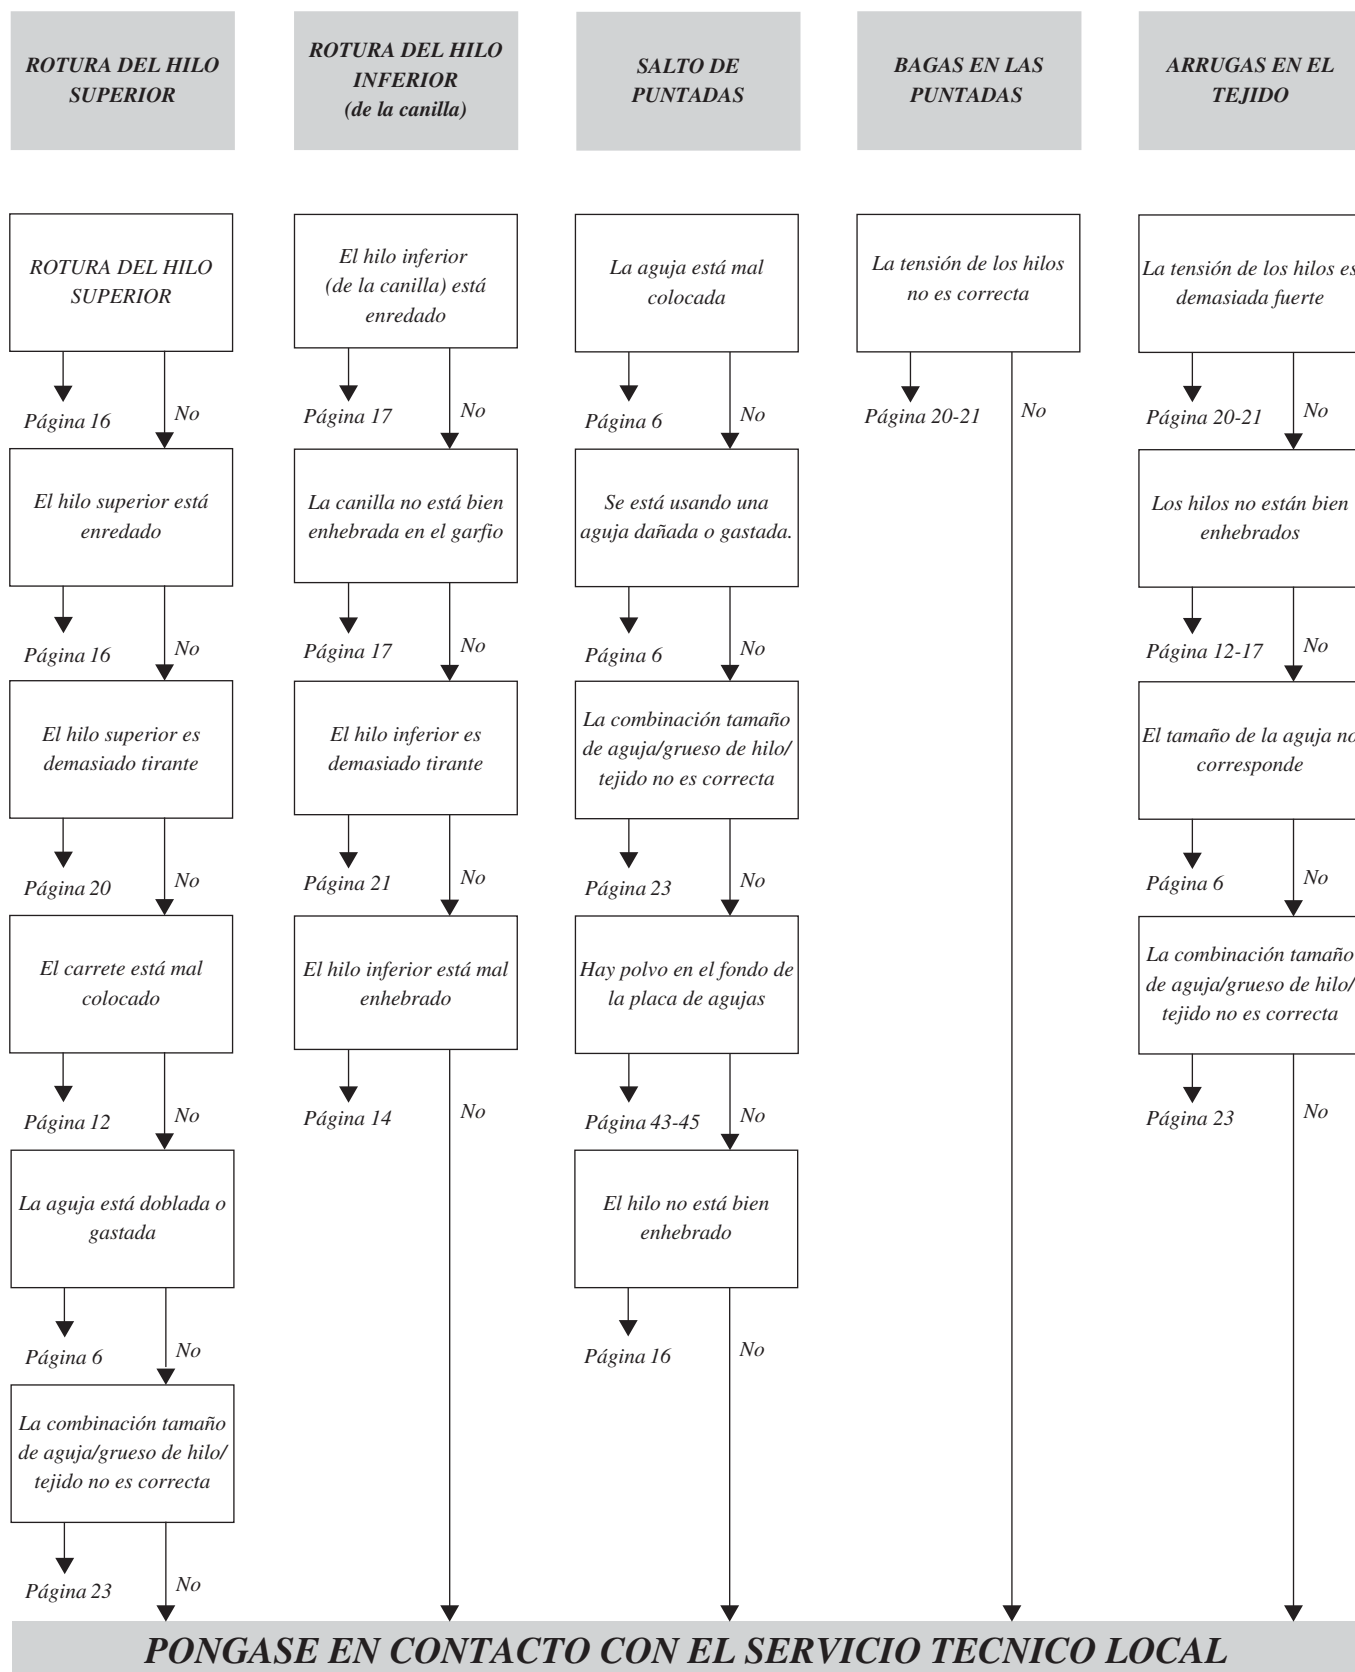 ROTURA DEL HILO
SUPERIOR
ROTURA DEL HILO
INFERIOR
(de la canilla)
SALTO DE
PUNTADAS
BAGAS EN LAS
PUNTADAS
ARRUGAS EN EL
TEJIDO
ROTURA DEL HILO
SUPERIOR
Página 16
No
El hilo superior está
enredado
Página 16
No
El hilo superior es
demasiado tirante
Página 20
No
El carrete está mal
colocado
Página 12
No
La aguja está doblada o
gastada
Página 6
No
La combinación tamaño
de aguja/grueso de hilo/
tejido no es correcta
Página 23
No
El hilo inferior
(de la canilla) está
enredado
Página 17
No
La canilla no está bien
enhebrada en el garfio
Página 17
No
El hilo inferior es
demasiado tirante
Página 21
No
El hilo inferior está mal
enhebrado
Página 14
No
La aguja está mal
colocada
Página 6
No
Se está usando una
aguja dañada o gastada.
Página 6
No
La combinación tamaño
de aguja/grueso de hilo/
tejido no es correcta
Página 23
No
Hay polvo en el fondo de
la placa de agujas
Página 43-45
No
El hilo no está bien
enhebrado
Página 16
No
La tensión de los hilos
no es correcta
Página 20-21
No
La tensión de los hilos es
demasiada fuerte
Página 20-21
No
Los hilos no están bien
enhebrados
Página 12-17
No
El tamaño de la aguja no
corresponde
Página 6
No
La combinación tamaño
de aguja/grueso de hilo/
tejido no es correcta
Página 23
No
PONGASE EN CONTACTO CON EL SERVICIO TECNICO LOCAL